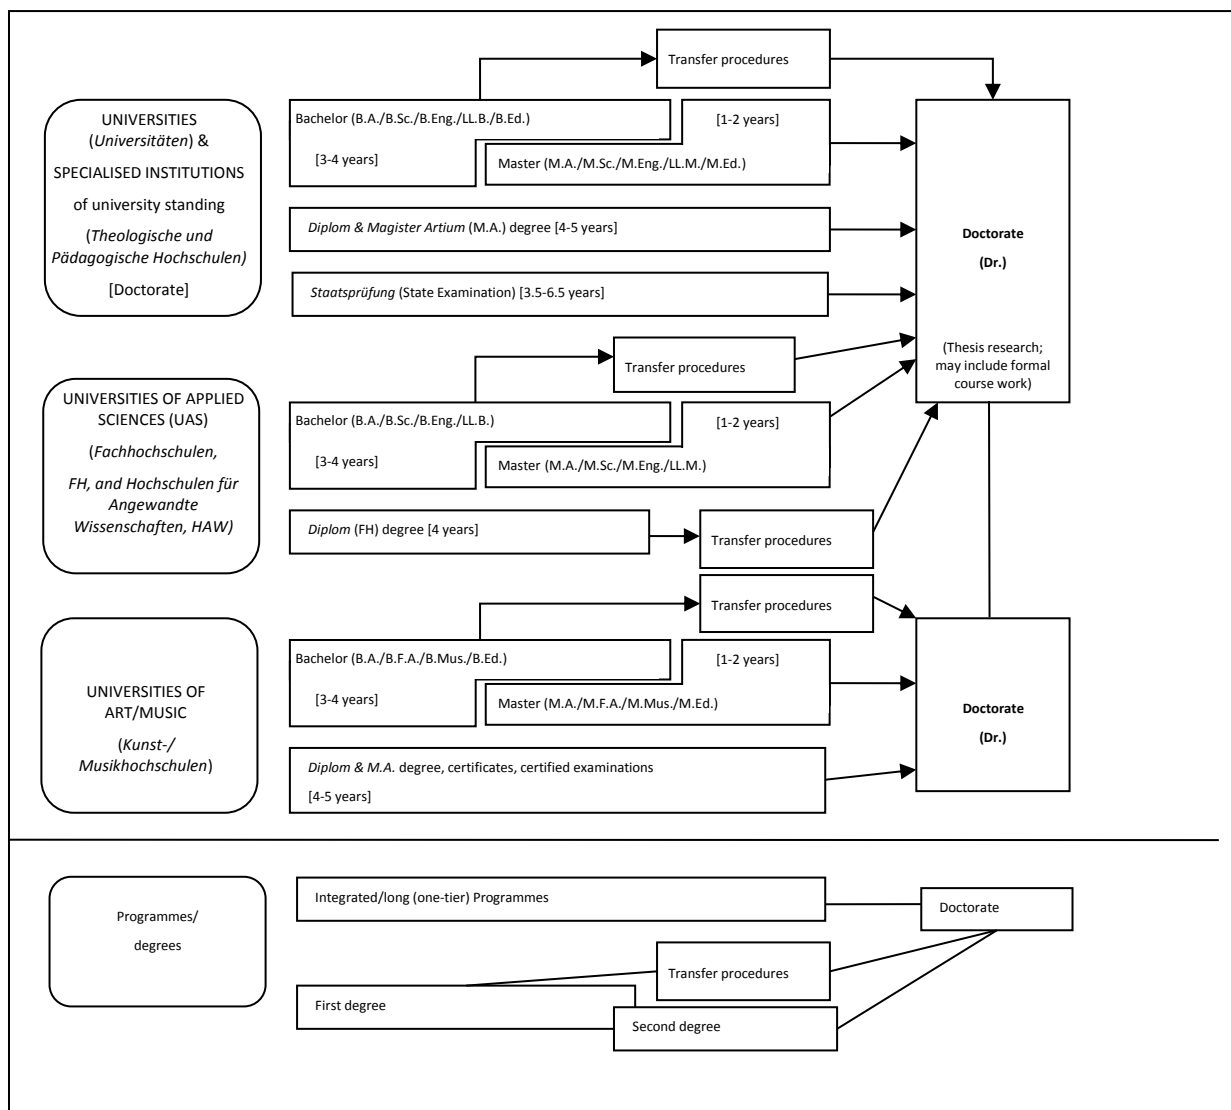 Transfer procedures
UNIVERSITIES
(Universitäten) &
SPECIALISED INSTITUTIONS
of university standing
(Theologische und
Pädagogische Hochschulen)
[Doctorate]
Bachelor (B.A./B.Sc./B.Eng./LL.B./B.Ed.)
[3-4 years]
[1-2 years]
Master (M.A./M.Sc./M.Eng./LL.M./M.Ed.)
Diplom & Magister Artium (M.A.) degree [4-5 years]
Staatsprüfung (State Examination) [3.5-6.5 years]
Doctorate
(Dr.)
(Thesis research;
may include formal
course work)
UNIVERSITIES OF APPLIED
SCIENCES (UAS)
(Fachhochschulen,
FH, and Hochschulen für
Angewandte
Wissenschaften, HAW)
Transfer procedures
Bachelor (B.A./B.Sc./B.Eng./LL.B.)
[3-4 years]
[1-2 years]
Master (M.A./M.Sc./M.Eng./LL.M.)
Diplom (FH) degree [4 years]
Transfer procedures
Transfer procedures
UNIVERSITIES OF
ART/MUSIC
(Kunst-/
Musikhochschulen)
Bachelor (B.A./B.F.A./B.Mus./B.Ed.)
[3-4 years]
[1-2 years]
Master (M.A./M.F.A./M.Mus./M.Ed.)
Diplom & M.A. degree, certificates, certified examinations
[4-5 years]
Doctorate
(Dr.)
Programmes/
degrees
Integrated/long (one-tier) Programmes
Doctorate
Transfer procedures
First degree
Second degree